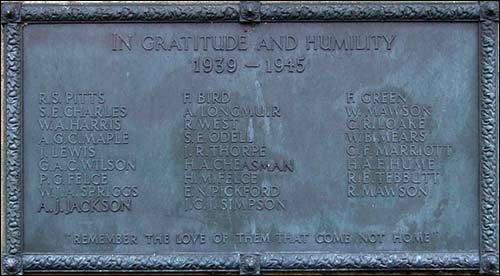 IN GRATITUDE AND HUMILITY
1939 - 1945
R.S. PITTS
S.F. CHARLES
W.A. HARRIS
A.G.C. MAPLE
J. LEWIS
G.A.C. WILSON
P.G. FELCE
W.J.A. SPRIGGS
A.J. JACKSON
F. BIRD
A. LONGMUIR
R. WEST
S.E. ODELL
J.R. THORPE
H.A. CHEASMAN
H.M. FELCE
E.N. PICKFORD
J.G.I. SIMPSON
F. GREEN
W. MAWSON
W.A. MEARS
C.F. MARRIOTT
H.A.F. HUME
R.B. TEBBUTT
R. MAWSON
"REMEMBER THE LOVE OF THEM THAT COME NOT HOME"